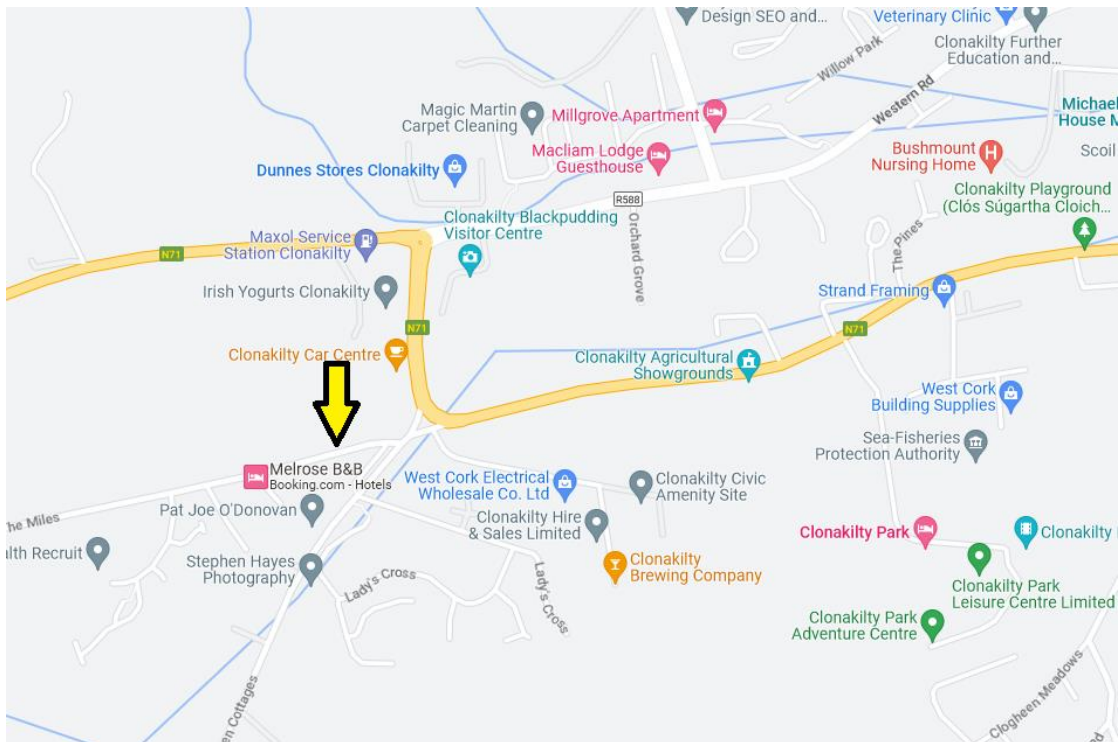 Design SEO and...
Veterinary Clinic
Clonakilty Further
Education and...
Willow Park
Western Rd
Magic Martin
Carpet Cleaning
Millgrove Apartment
Michael
House M
Macliam Lodge
Guesthouse
Bushmount
Nursing Home
Scoil
Dunnes Stores Clonakilty
R588
Clonakilty Playground
(Clós Súgartha Cloich...
Clonakilty Blackpudding
Visitor Centre
Orchard Grove
The Pines
Maxol Service
Station Clonakilty
N71
Irish Yogurts Clonakilty
Strand Framing
N71
N71
Clonakilty Car Centre
Clonakilty Agricultural
Showgrounds
West Cork
Building Supplies
Sea-Fisheries
Protection Authority
Melrose B&B
Booking.com - Hotels
West Cork Electrical
Wholesale Co. Ltd
Clonakilty Civic
Amenity Site
Pat Joe O'Donovan
The Miles
Clonakilty Hire
& Sales Limited
Clonakilty Park
Clonakilty
alth Recruit
Stephen Hayes
Photography
Clonakilty
Brewing Company
Lady's Cross
Lady's Cross
Clonakilty Park
Leisure Centre Limited
Clonakilty Park
Adventure Centre
Clogheen Meadows
en Cottages